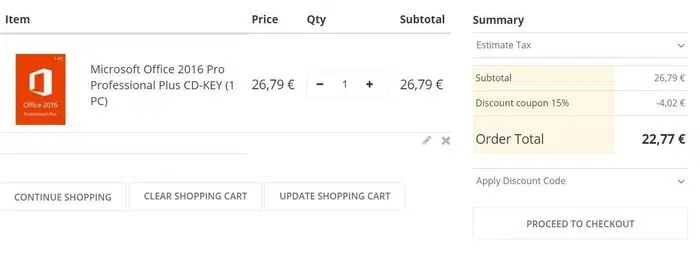 Item Price Qty Subtotal
1 PC
Office 2016
Professional Plus
Microsoft Office 2016 Pro
Professional Plus CD-KEY (1
PC)
26,79 € − 1 + 26,79 €
CONTINUE SHOPPING CLEAR SHOPPING CART UPDATE SHOPPING CART
Summary
Estimate Tax
Subtotal 26,79 €
Discount coupon 15% -4,02 €
Order Total 22,77 €
Apply Discount Code
PROCEED TO CHECKOUT